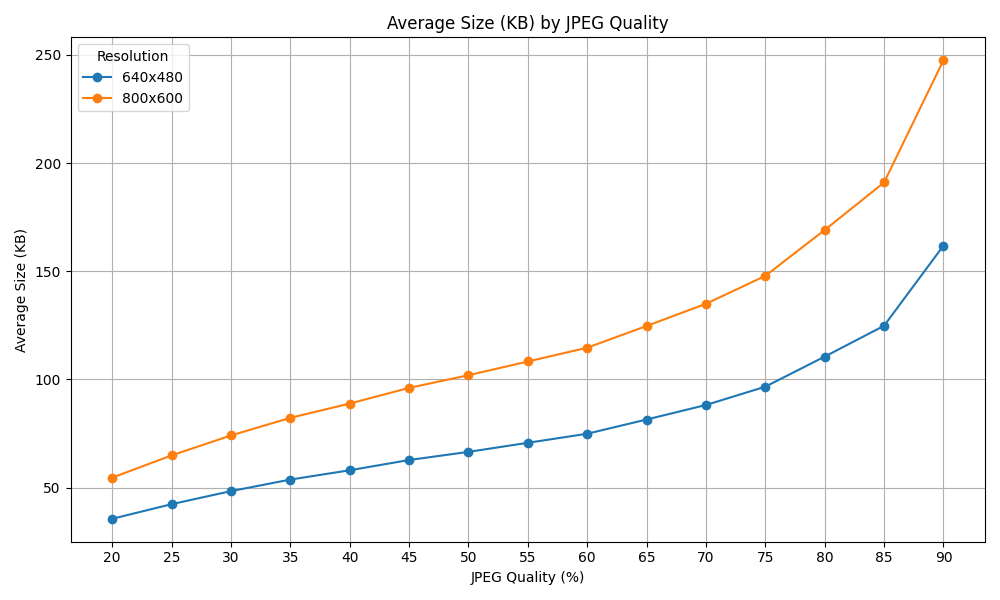 Average Size (KB) by JPEG Quality
Resolution
640x480
800x600
Average Size (KB)
250
200
150
100
50
20 25 30 35 40 45 50 55 60 65 70 75 80 85 90
JPEG Quality (%)